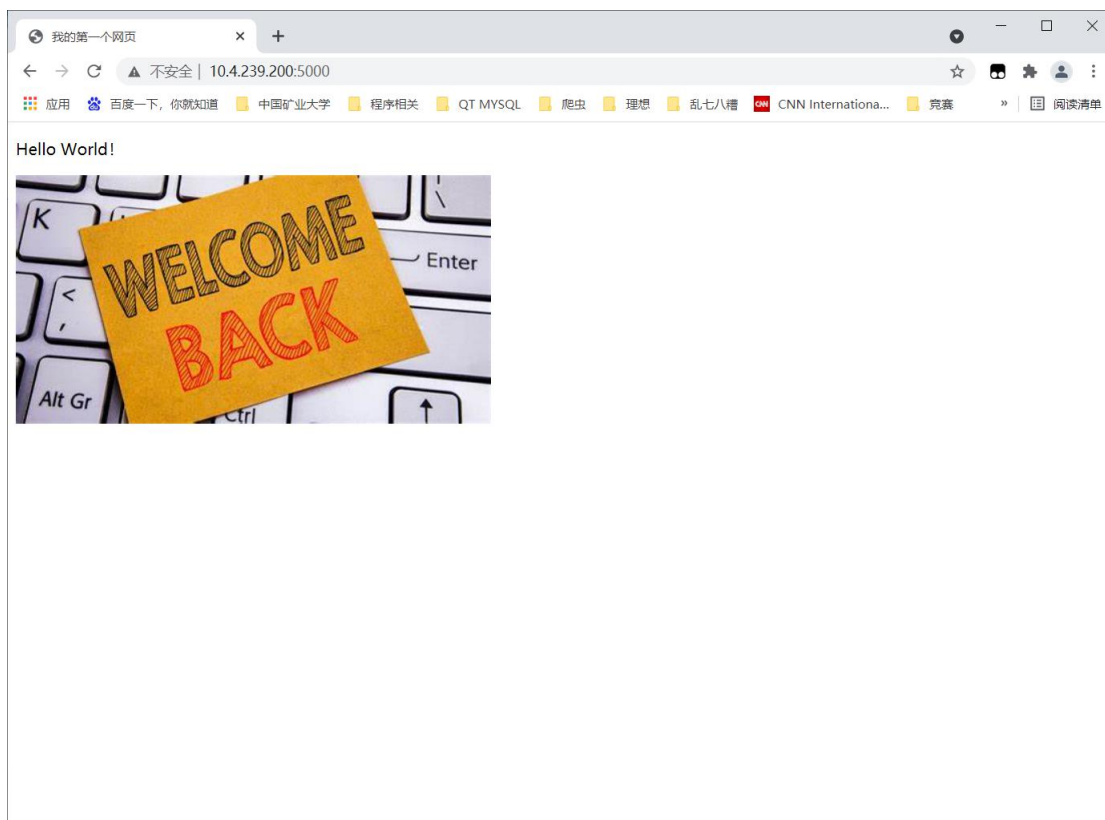 我的第一个网页
不安全 | 10.4.239.200:5000
应用 百度一下，你就知道 中国矿业大学 程序相关 QT MYSQL 爬虫 理想 乱七八糟 CNN CNN Internationa... 竞赛 » 阅读清单
Hello World!
K
WELCOME
Enter
BACK
<
,
Alt Gr
Ctrl